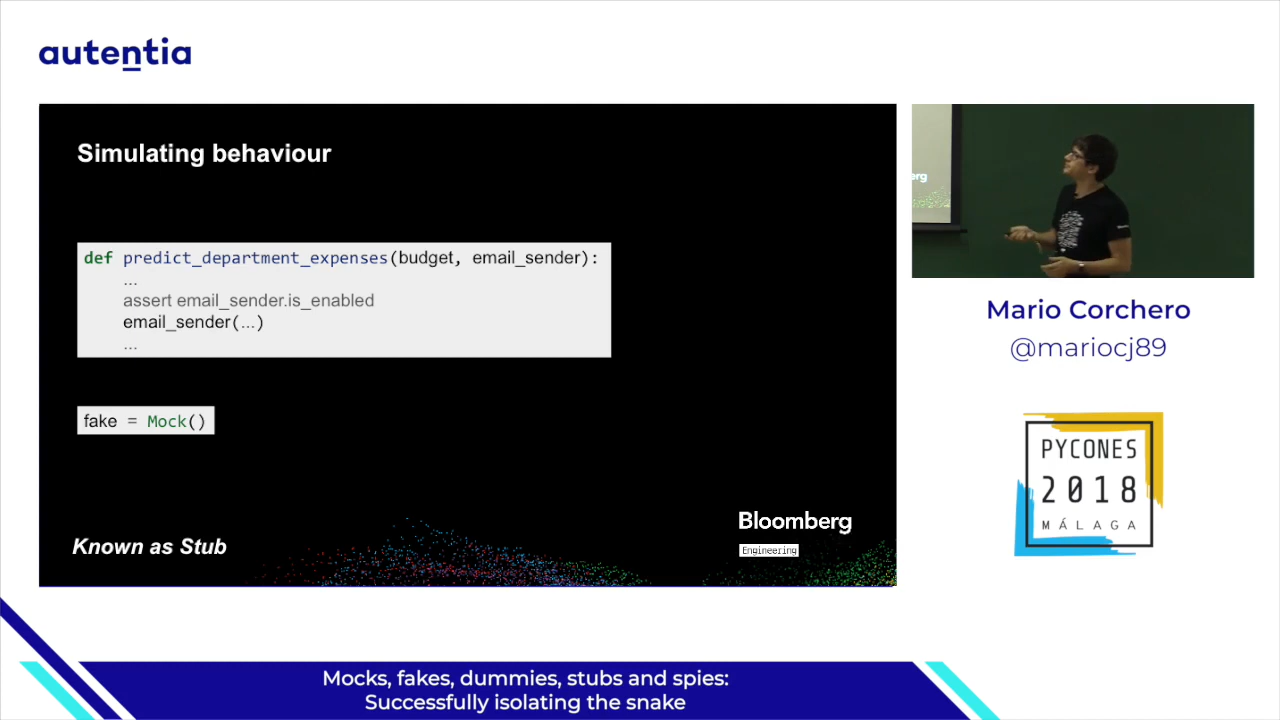 autentia
Simulating behaviour
def predict_department_expenses(budget, email_sender):
...
assert email_sender.is_enabled
email_sender(...)
...
fake = Mock()
Known as Stub
Bloomberg
Engineering
erg
Mario Corchero
@mariocj89
PYCONES
2018
MÁLAGA
Mocks, fakes, dummies, stubs and spies:
Successfully isolating the snake